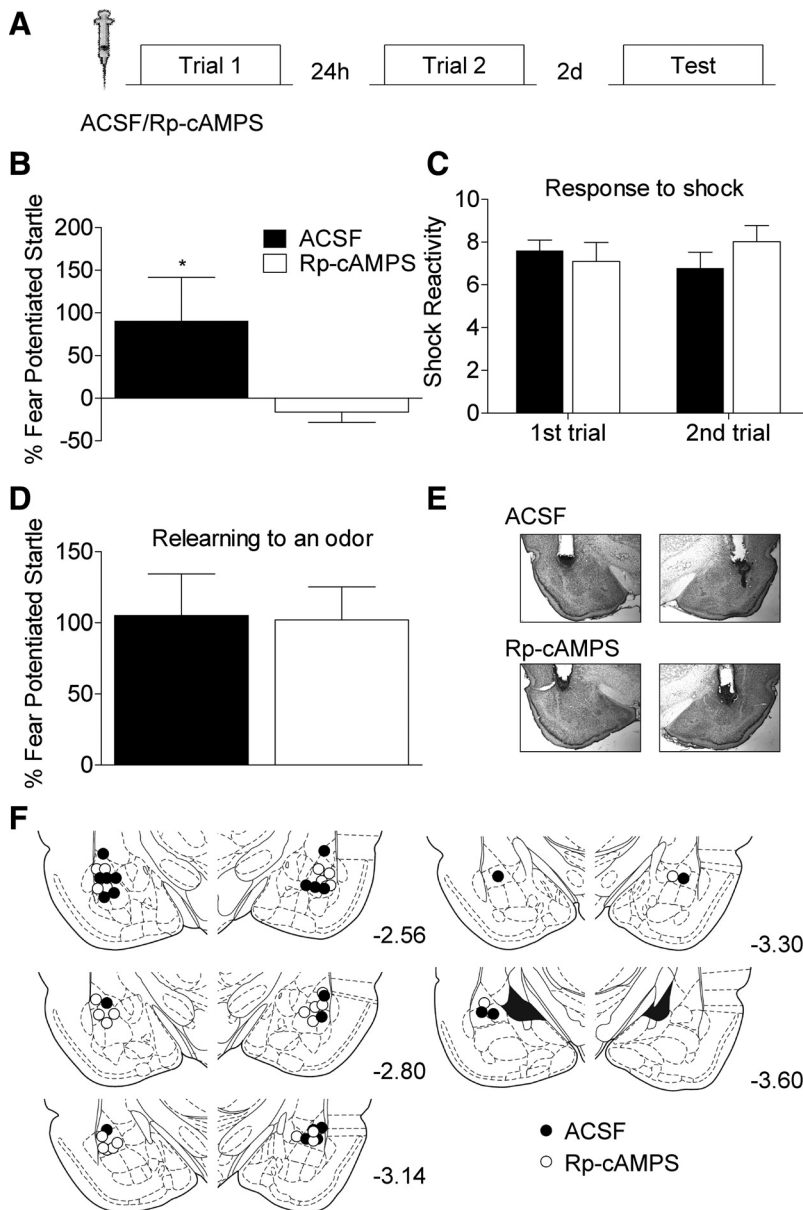 A
Trial 1
24h
Trial 2
2d
Test
ACSF/Rp-cAMPS
B
% Fear Potentiated Startle
200
150
100
50
0
-50
*
ACSF
Rp-cAMPS
C
Response to shock
Shock Reactivity
10
8
6
4
2
0
1st trial
2nd trial
D
Relearning to an odor
% Fear Potentiated Startle
150
100
50
0
E
ACSF
Rp-cAMPS
F
-2.56
-2.80
-3.14
-3.30
-3.60
ACSF
Rp-cAMPS